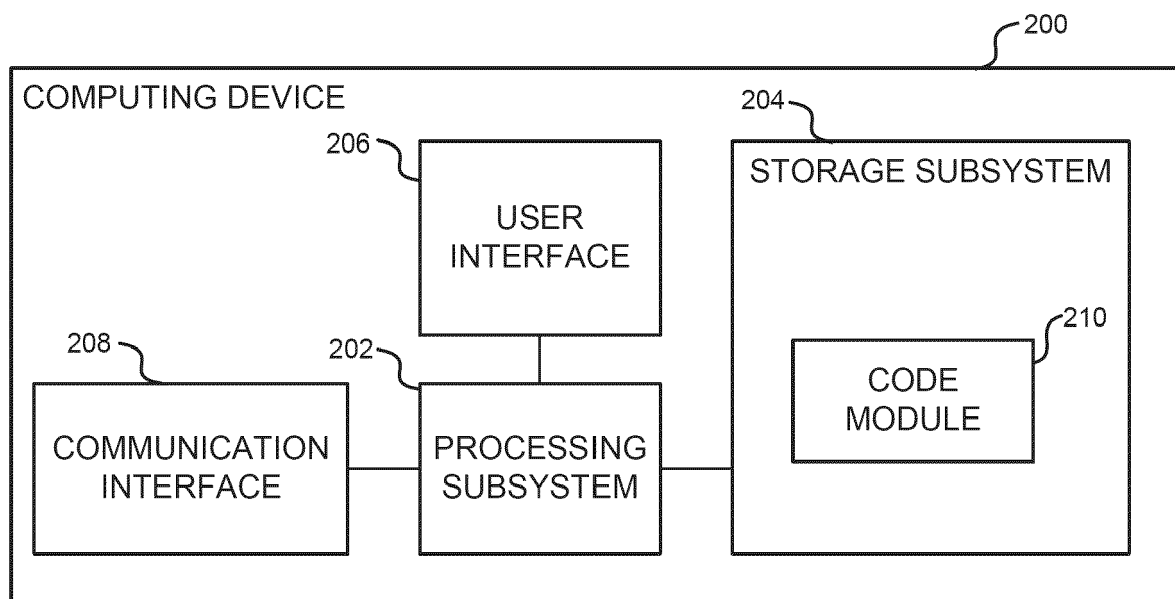 200
COMPUTING DEVICE
204
206
STORAGE SUBSYSTEM
USER
INTERFACE
210
208
202
CODE
MODULE
COMMUNICATION
INTERFACE
PROCESSING
SUBSYSTEM